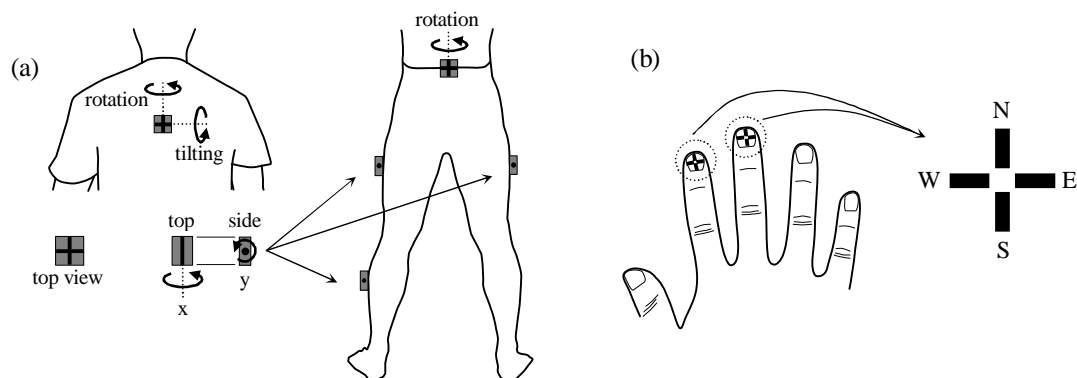 (a)
rotation
tilting
top view
top
side
x
y
rotation
(b)
N
W
E
S